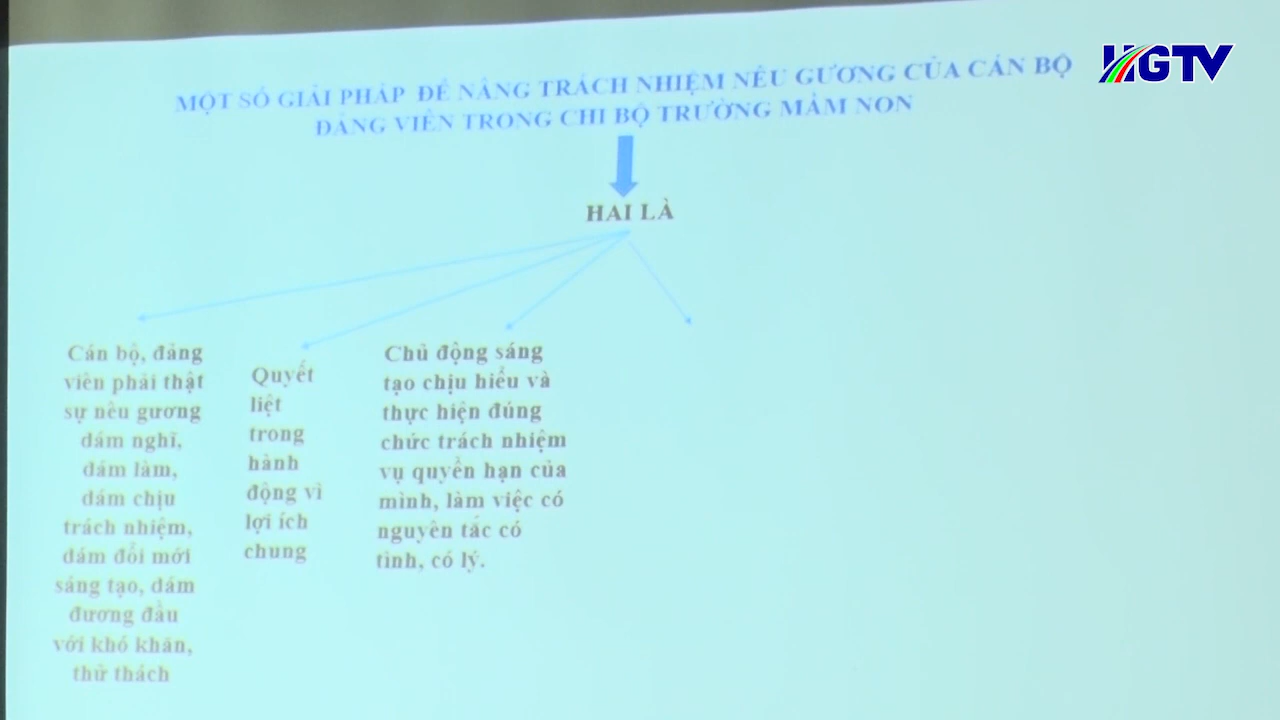 HGTV
MỘT SỐ GIẢI PHÁP ĐỂ NÂNG TRÁCH NHIỆM NÊU GƯƠNG CỦA CÁN BỘ
ĐẢNG VIÊN TRONG CHI BỘ TRƯỜNG MẦM NON
HAI LÀ
Cán bộ, đảng
viên phải thật
sự nêu gương
dám nghĩ,
dám làm,
dám chịu
trách nhiệm,
dám đổi mới
sáng tạo, dám
đương đầu
với khó khăn,
thử thách
Quyết
liệt
trong
hành
động vì
lợi ích
chung
Chủ động sáng
tạo chịu hiểu và
thực hiện đúng
chức trách nhiệm
vụ quyền hạn của
mình, làm việc có
nguyên tắc có
tình, có lý.